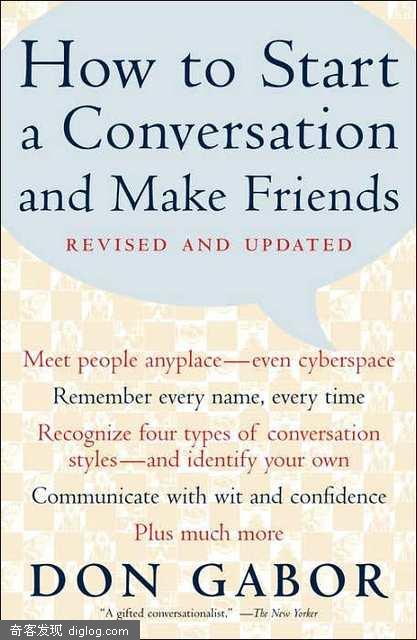 How to Start
a Conversation
and Make Friends
REVISED AND UPDATED
Meet people anyplace—even cyberspace
Remember every name, every time
Recognize four types of conversation
styles—and identify your own
Communicate with wit and confidence
Plus much more
DON GABOR
"A gifted conversationalist," —The New Yorker
奇客发现 diglog.com